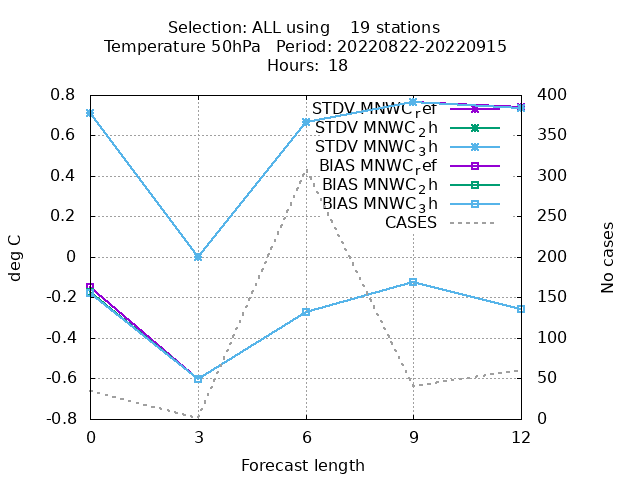 Selection: ALL using    19 stations
Temperature 50hPa   Period: 20220822-20220915
Hours:  18
STDV MNWC_ref
STDV MNWC_2h
STDV MNWC_3h
BIAS MNWC_ref
BIAS MNWC_2h
BIAS MNWC_3h
CASES
0.8
0.6
0.4
0.2
0
-0.2
-0.4
-0.6
-0.8
deg C
400
350
300
250
200
150
100
50
0
No cases
0 3 6 9 12
Forecast length